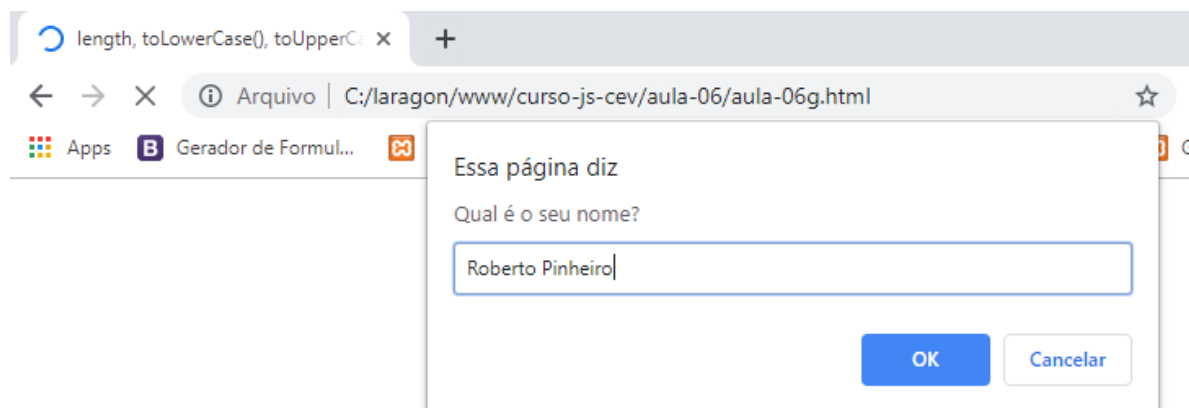 length, toLowerCase(), toUpperCa
Arquivo | C:/laragon/www/curso-js-cev/aula-06/aula-06g.html
Apps B Gerador de Formul...
Essa página diz
Qual é o seu nome?
Roberto Pinheiro
OK Cancelar